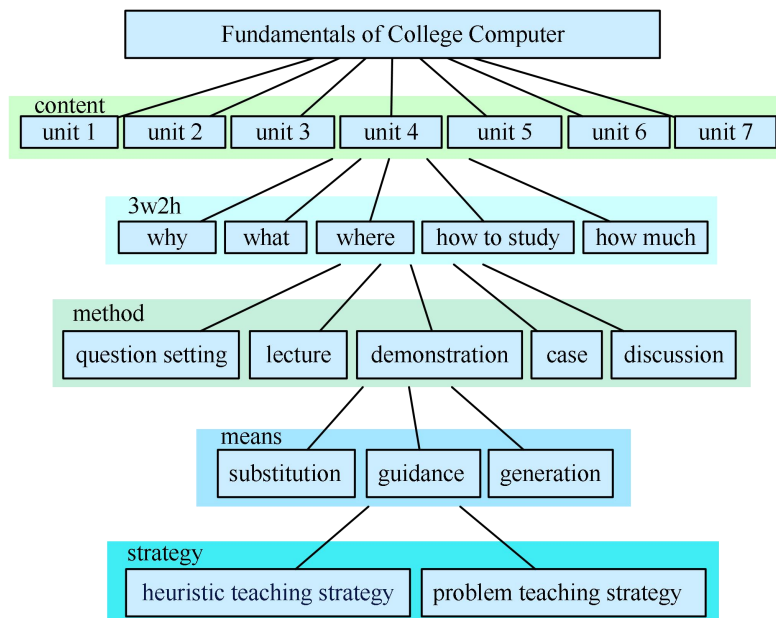 Fundamentals of College Computer
content
unit 1 unit 2 unit 3 unit 4 unit 5 unit 6 unit 7
3w2h
why what where how to study how much
method
question setting lecture demonstration case discussion
means
substitution guidance generation
strategy
heuristic teaching strategy problem teaching strategy